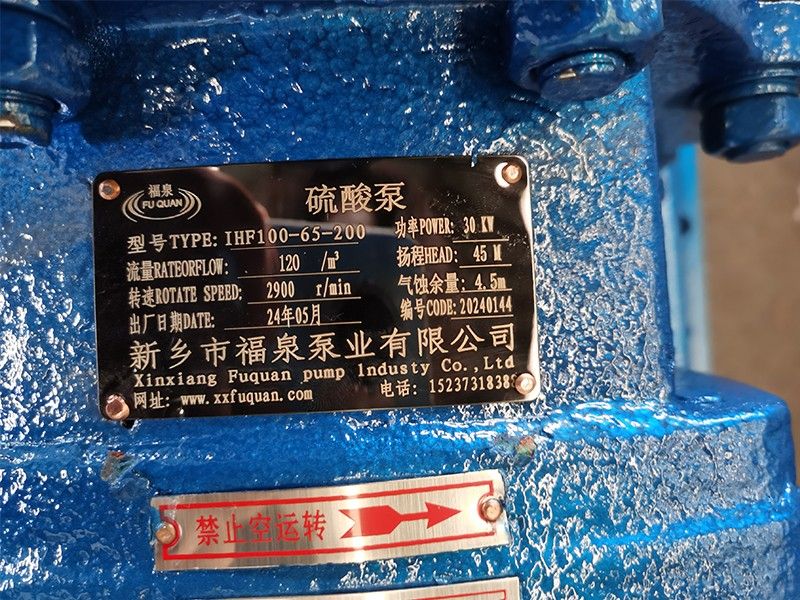 福泉
FU QUAN
硫酸泵
型号TYPE: IHF100-65-200 功率POWER: 30 KW
流量RATEORFLOW: 120 /m³ 扬程HEAD: 45 M
转速ROTATE SPEED: 2900 r/min 气蚀余量: 4.5m
出厂日期DATE: 24年05月 编号CODE: 20240144
新乡市福泉泵业有限公司
Xinxiang Fuquan pump lndusty Co.,Ltd
网址: www.xxfuquan.com 电话:
禁止空运转